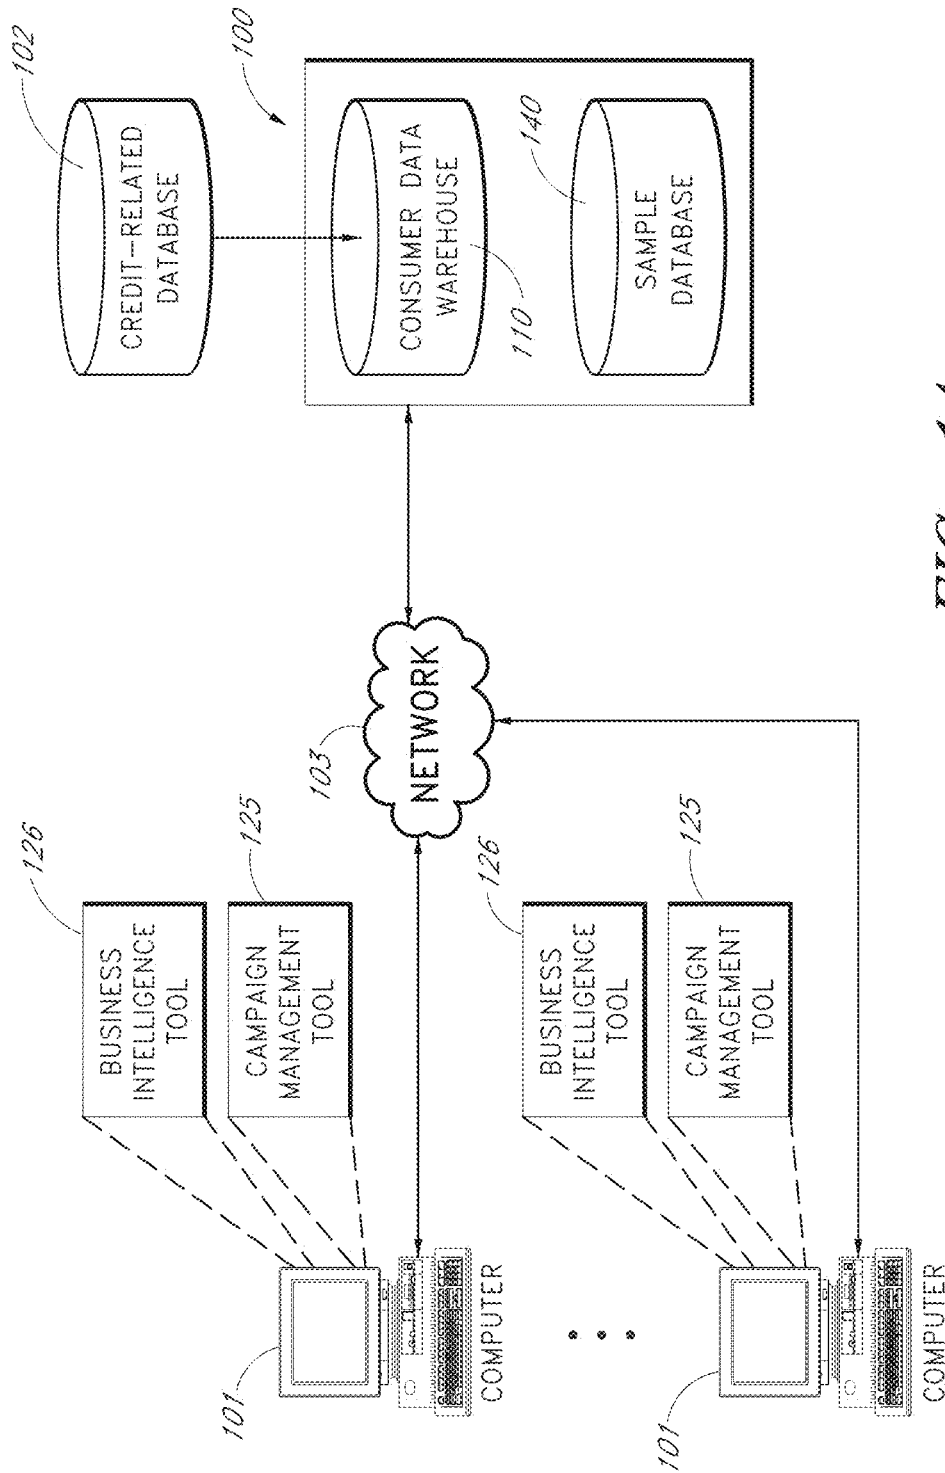 126
BUSINESS
INTELLIGENCE
TOOL
125
CAMPAIGN
MANAGEMENT
TOOL
101
COMPUTER
126
BUSINESS
INTELLIGENCE
TOOL
125
CAMPAIGN
MANAGEMENT
TOOL
101
COMPUTER
103
NETWORK
102
CREDIT-RELATED
DATABASE
100
CONSUMER DATA
WAREHOUSE
110
140
SAMPLE
DATABASE